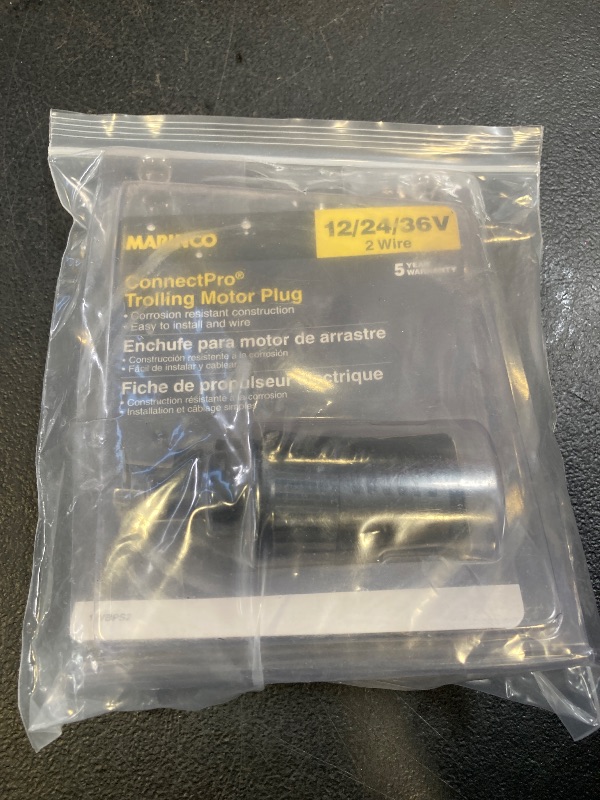 MARINCO
12/24/36V
2 Wire
5 YEAR
WARRANTY
ConnectPro®
Trolling Motor Plug
• Corrosion resistant construction
• Easy to install and wire
Enchufe para motor de arrastre
• Construcción resistente a la corrosión
• Fácil de instalar y cablear
Fiche de propulseur électrique
• Construction résistante à la corrosion
• Installation et câblage simples